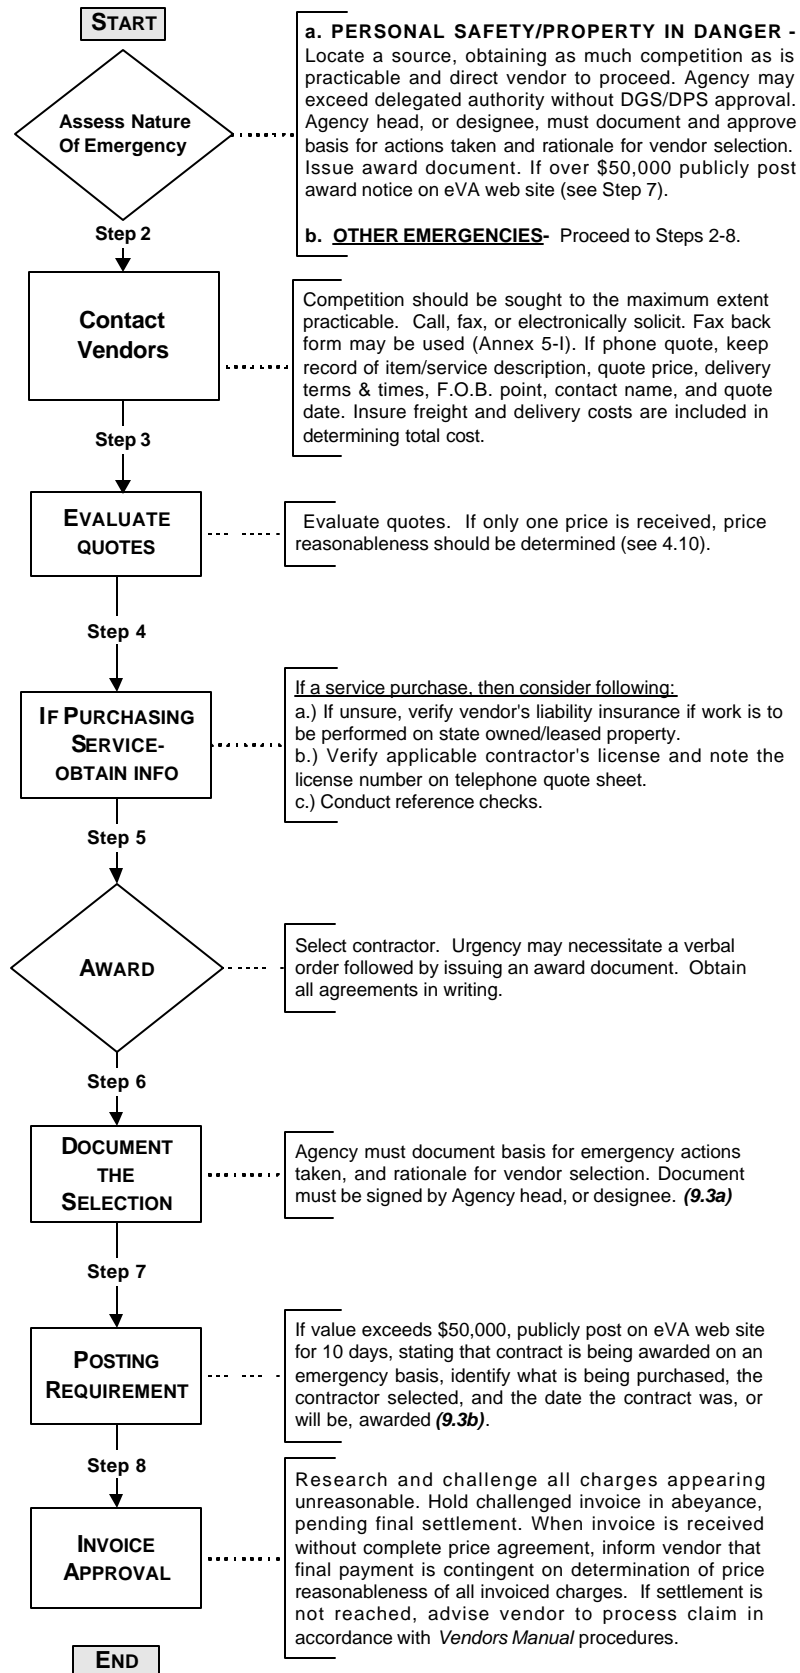 START
Assess Nature
Of Emergency
a. PERSONAL SAFETY/PROPERTY IN DANGER -
Locate a source, obtaining as much competition as is
practicable and direct vendor to proceed. Agency may
exceed delegated authority without DGS/DPS approval.
Agency head, or designee, must document and approve
basis for actions taken and rationale for vendor selection.
Issue award document. If over $50,000 publicly post
award notice on eVA web site (see Step 7).
b. OTHER EMERGENCIES- Proceed to Steps 2-8.
Step 2
Contact
Vendors
Competition should be sought to the maximum extent
practicable. Call, fax, or electronically solicit. Fax back
form may be used (Annex 5-I). If phone quote, keep
record of item/service description, quote price, delivery
terms & times, F.O.B. point, contact name, and quote
date. Insure freight and delivery costs are included in
determining total cost.
Step 3
EVALUATE
QUOTES
Evaluate quotes. If only one price is received, price
reasonableness should be determined (see 4.10).
Step 4
IF PURCHASING
SERVICE-
OBTAIN INFO
If a service purchase, then consider following:
a.) If unsure, verify vendor's liability insurance if work is to
be performed on state owned/leased property.
b.) Verify applicable contractor's license and note the
license number on telephone quote sheet.
c.) Conduct reference checks.
Step 5
AWARD
Select contractor. Urgency may necessitate a verbal
order followed by issuing an award document. Obtain
all agreements in writing.
Step 6
DOCUMENT
THE
SELECTION
Agency must document basis for emergency actions
taken, and rationale for vendor selection. Document
must be signed by Agency head, or designee. (9.3a)
Step 7
POSTING
REQUIREMENT
If value exceeds $50,000, publicly post on eVA web site
for 10 days, stating that contract is being awarded on an
emergency basis, identify what is being purchased, the
contractor selected, and the date the contract was, or
will be, awarded (9.3b).
Step 8
INVOICE
APPROVAL
Research and challenge all charges appearing
unreasonable. Hold challenged invoice in abeyance,
pending final settlement. When invoice is received
without complete price agreement, inform vendor that
final payment is contingent on determination of price
reasonableness of all invoiced charges. If settlement is
not reached, advise vendor to process claim in
accordance with Vendors Manual procedures.
END